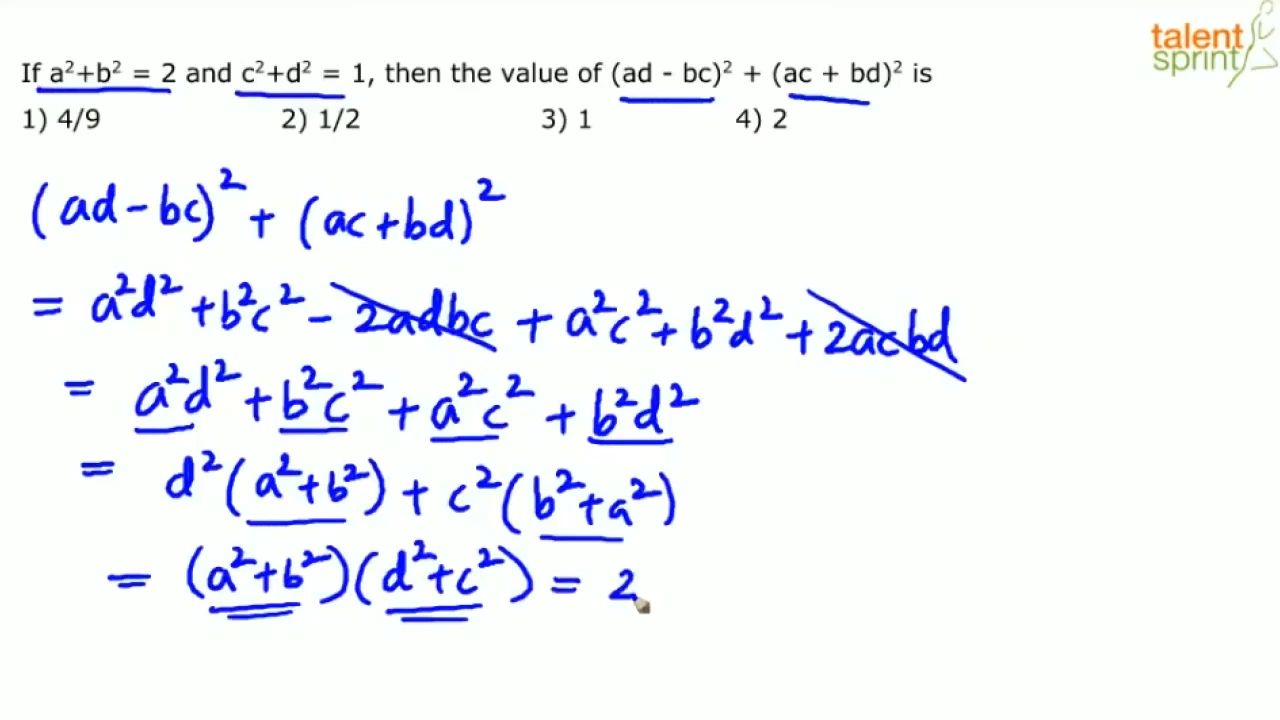 talent
sprint
If a²+b² = 2 and c²+d² = 1, then the value of (ad - bc)² + (ac + bd)² is
1) 4/9 2) 1/2 3) 1 4) 2
(ad-bc)² + (ac+bd)²
= a²d² + b²c² - 2adbc + a²c² + b²d² + 2acbd
= a²d² + b²c² + a²c² + b²d²
= d²(a²+b²) + c²(b²+a²)
= (a²+b²)(d²+c²) = 2